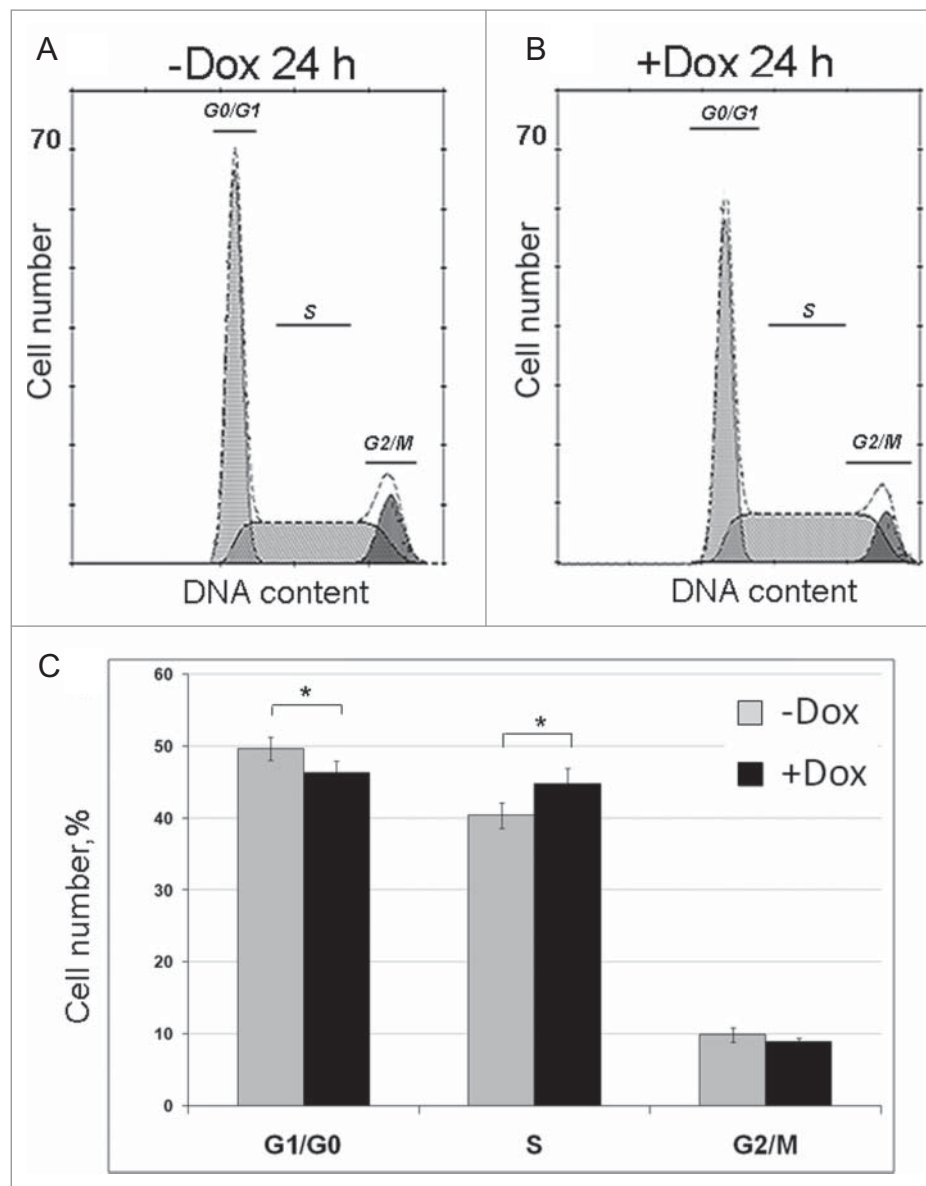 A
-Dox 24 h
G0/G1
70
S
G2/M
Cell number
DNA content
B
+Dox 24 h
G0/G1
70
S
G2/M
Cell number
DNA content
C
60
50
40
30
20
10
0
Cell number,%
*
*
-Dox
+Dox
G1/G0 S G2/M